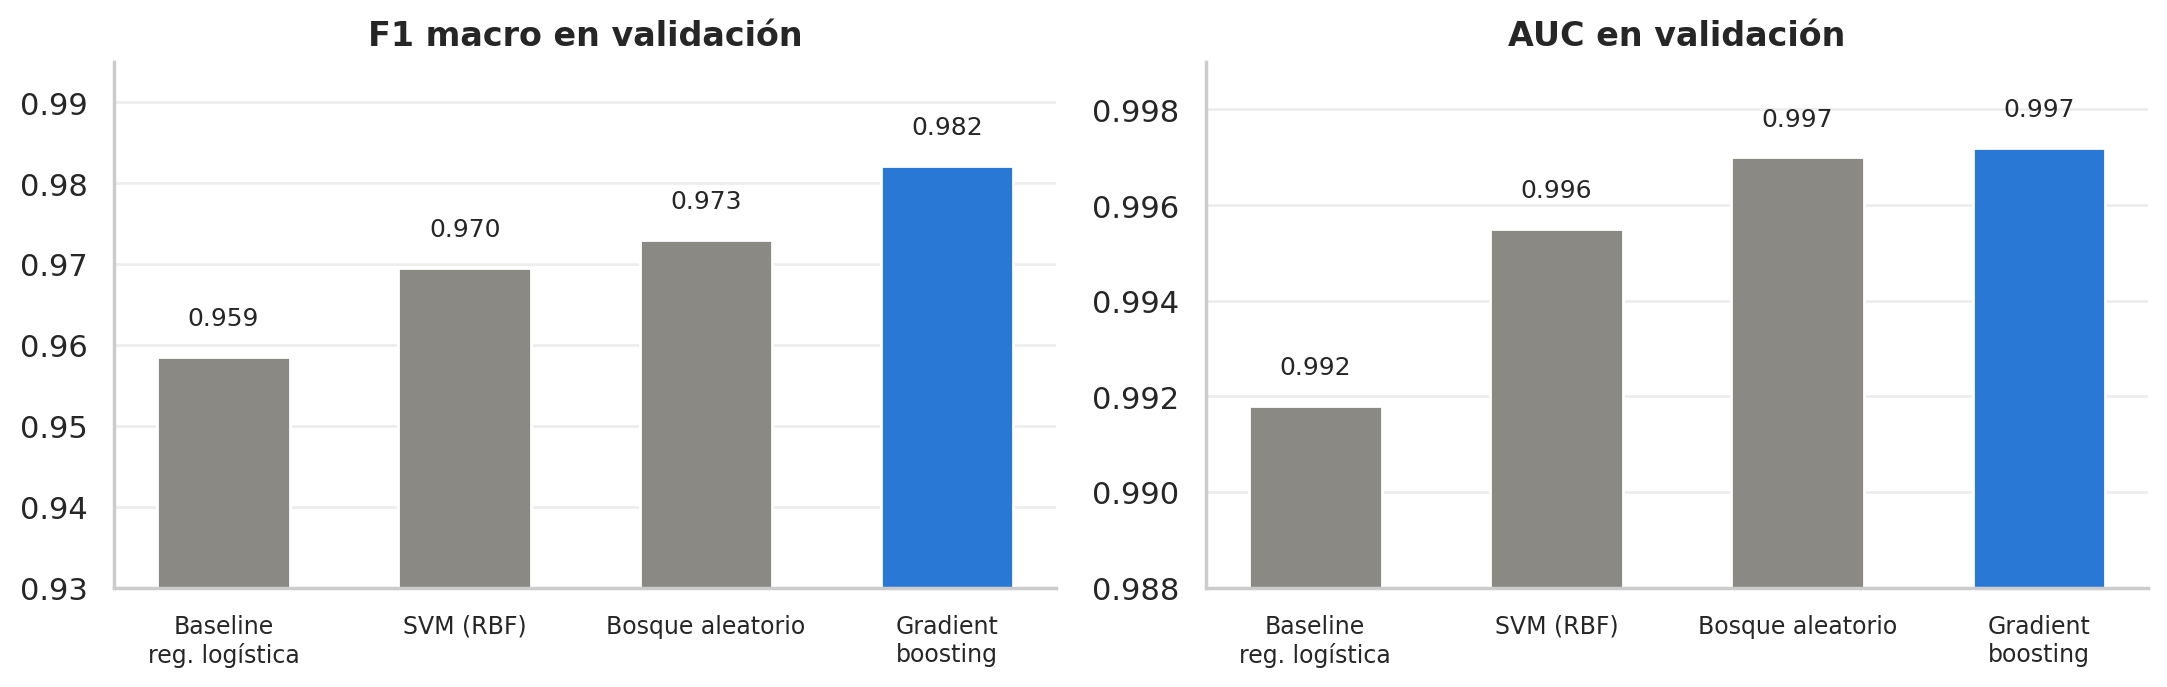 F1 macro en validación
0.99
0.98
0.97
0.96
0.95
0.94
0.93
0.959
0.970
0.973
0.982
Baseline
reg. logística
SVM (RBF)
Bosque aleatorio
Gradient
boosting
AUC en validación
0.998
0.996
0.994
0.992
0.990
0.988
0.992
0.996
0.997
0.997
Baseline
reg. logística
SVM (RBF)
Bosque aleatorio
Gradient
boosting